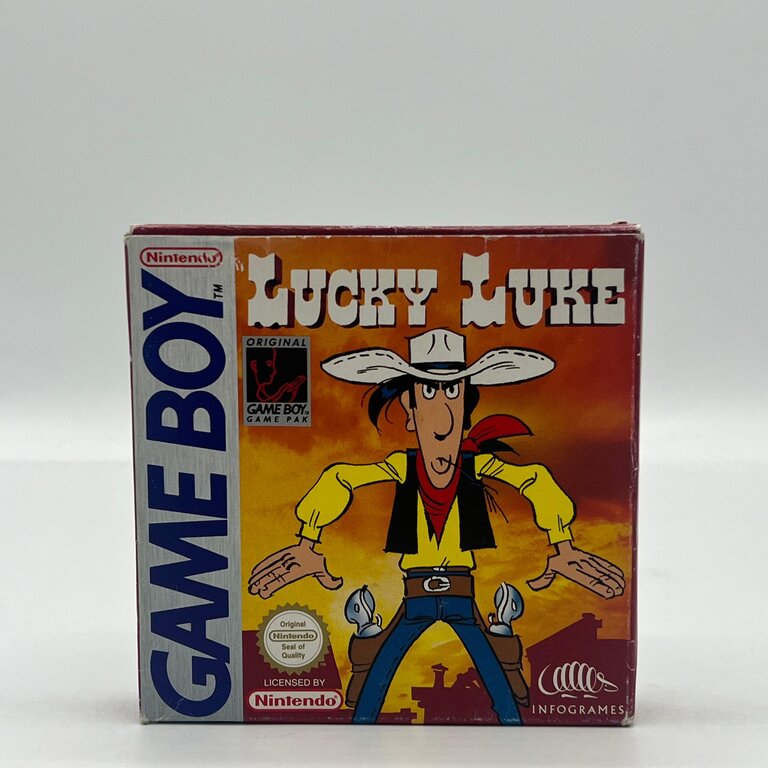 Nintendo
GAME BOY
TM
LUCKY LUKE
ORIGINAL
GAME BOY
GAME PAK
Original
Nintendo
Seal of
Quality
LICENSED BY
Nintendo
INFOGRAMES